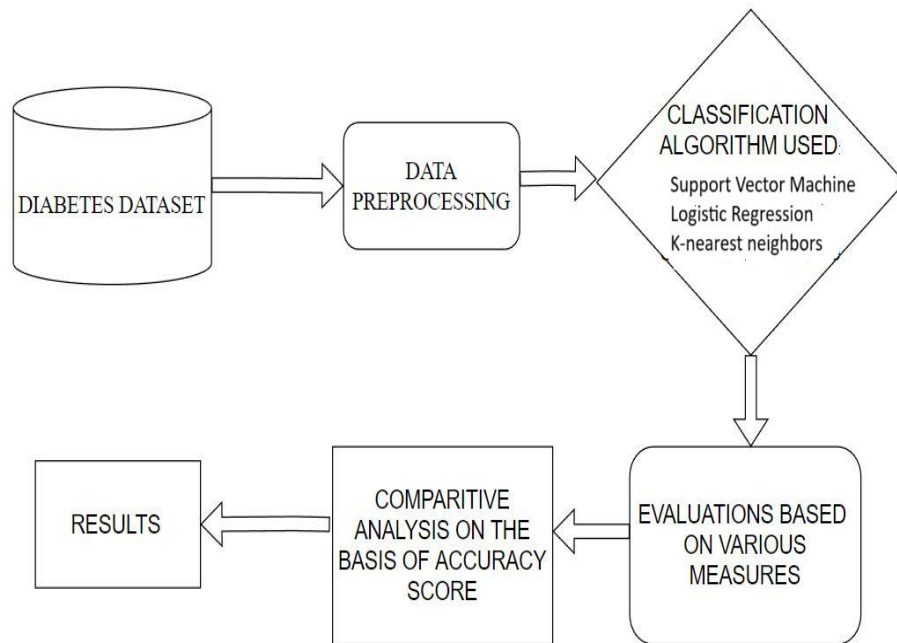 DIABETES DATASET
DATA
PREPROCESSING
CLASSIFICATION
ALGORITHM USED:
Support Vector Machine
Logistic Regression
K-nearest neighbors
EVALUATIONS BASED
ON VARIOUS
MEASURES
COMPARITIVE
ANALYSIS ON THE
BASIS OF ACCURACY
SCORE
RESULTS